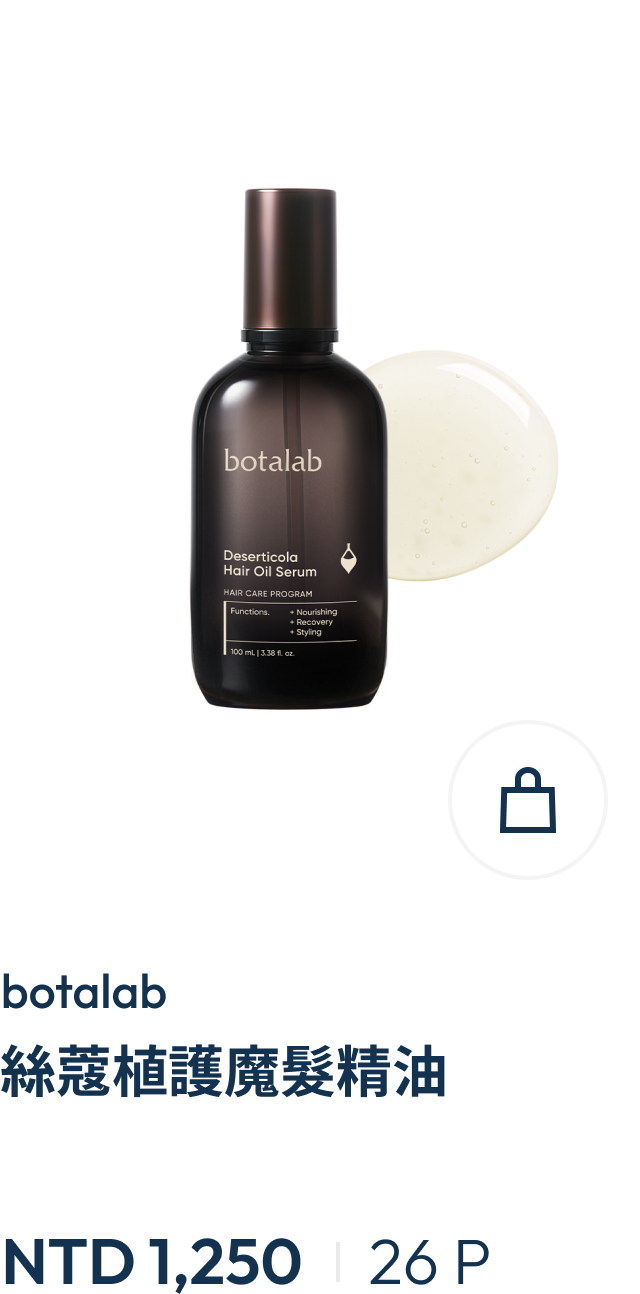 botalab
Deserticola
Hair Oil Serum
HAIR CARE PROGRAM
Functions. + Nourishing
+ Recovery
+ Styling
100 mL | 3.38 fl. oz.
botalab
絲蔻植護魔髮精油
NTD 1,250 | 26 P